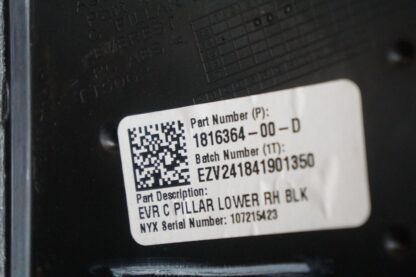 C PILLAR
Part Number (P):
1816364-00-D
Batch Number (1T):
EZV241841901350
Part Description:
EVR C PILLAR LOWER RH BLK
NYX Serial Number: 107215423